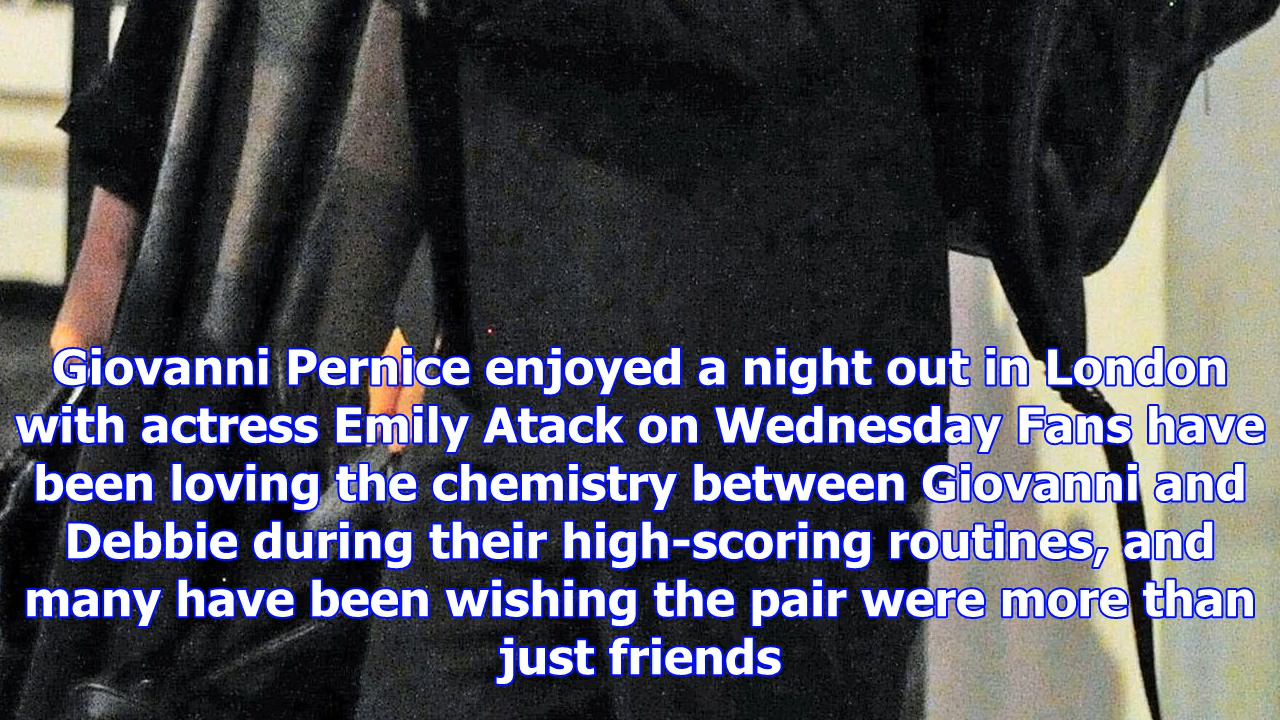 Giovanni Pernice enjoyed a night out in London
with actress Emily Atack on Wednesday Fans have
been loving the chemistry between Giovanni and
Debbie during their high-scoring routines, and
many have been wishing the pair were more than
just friends